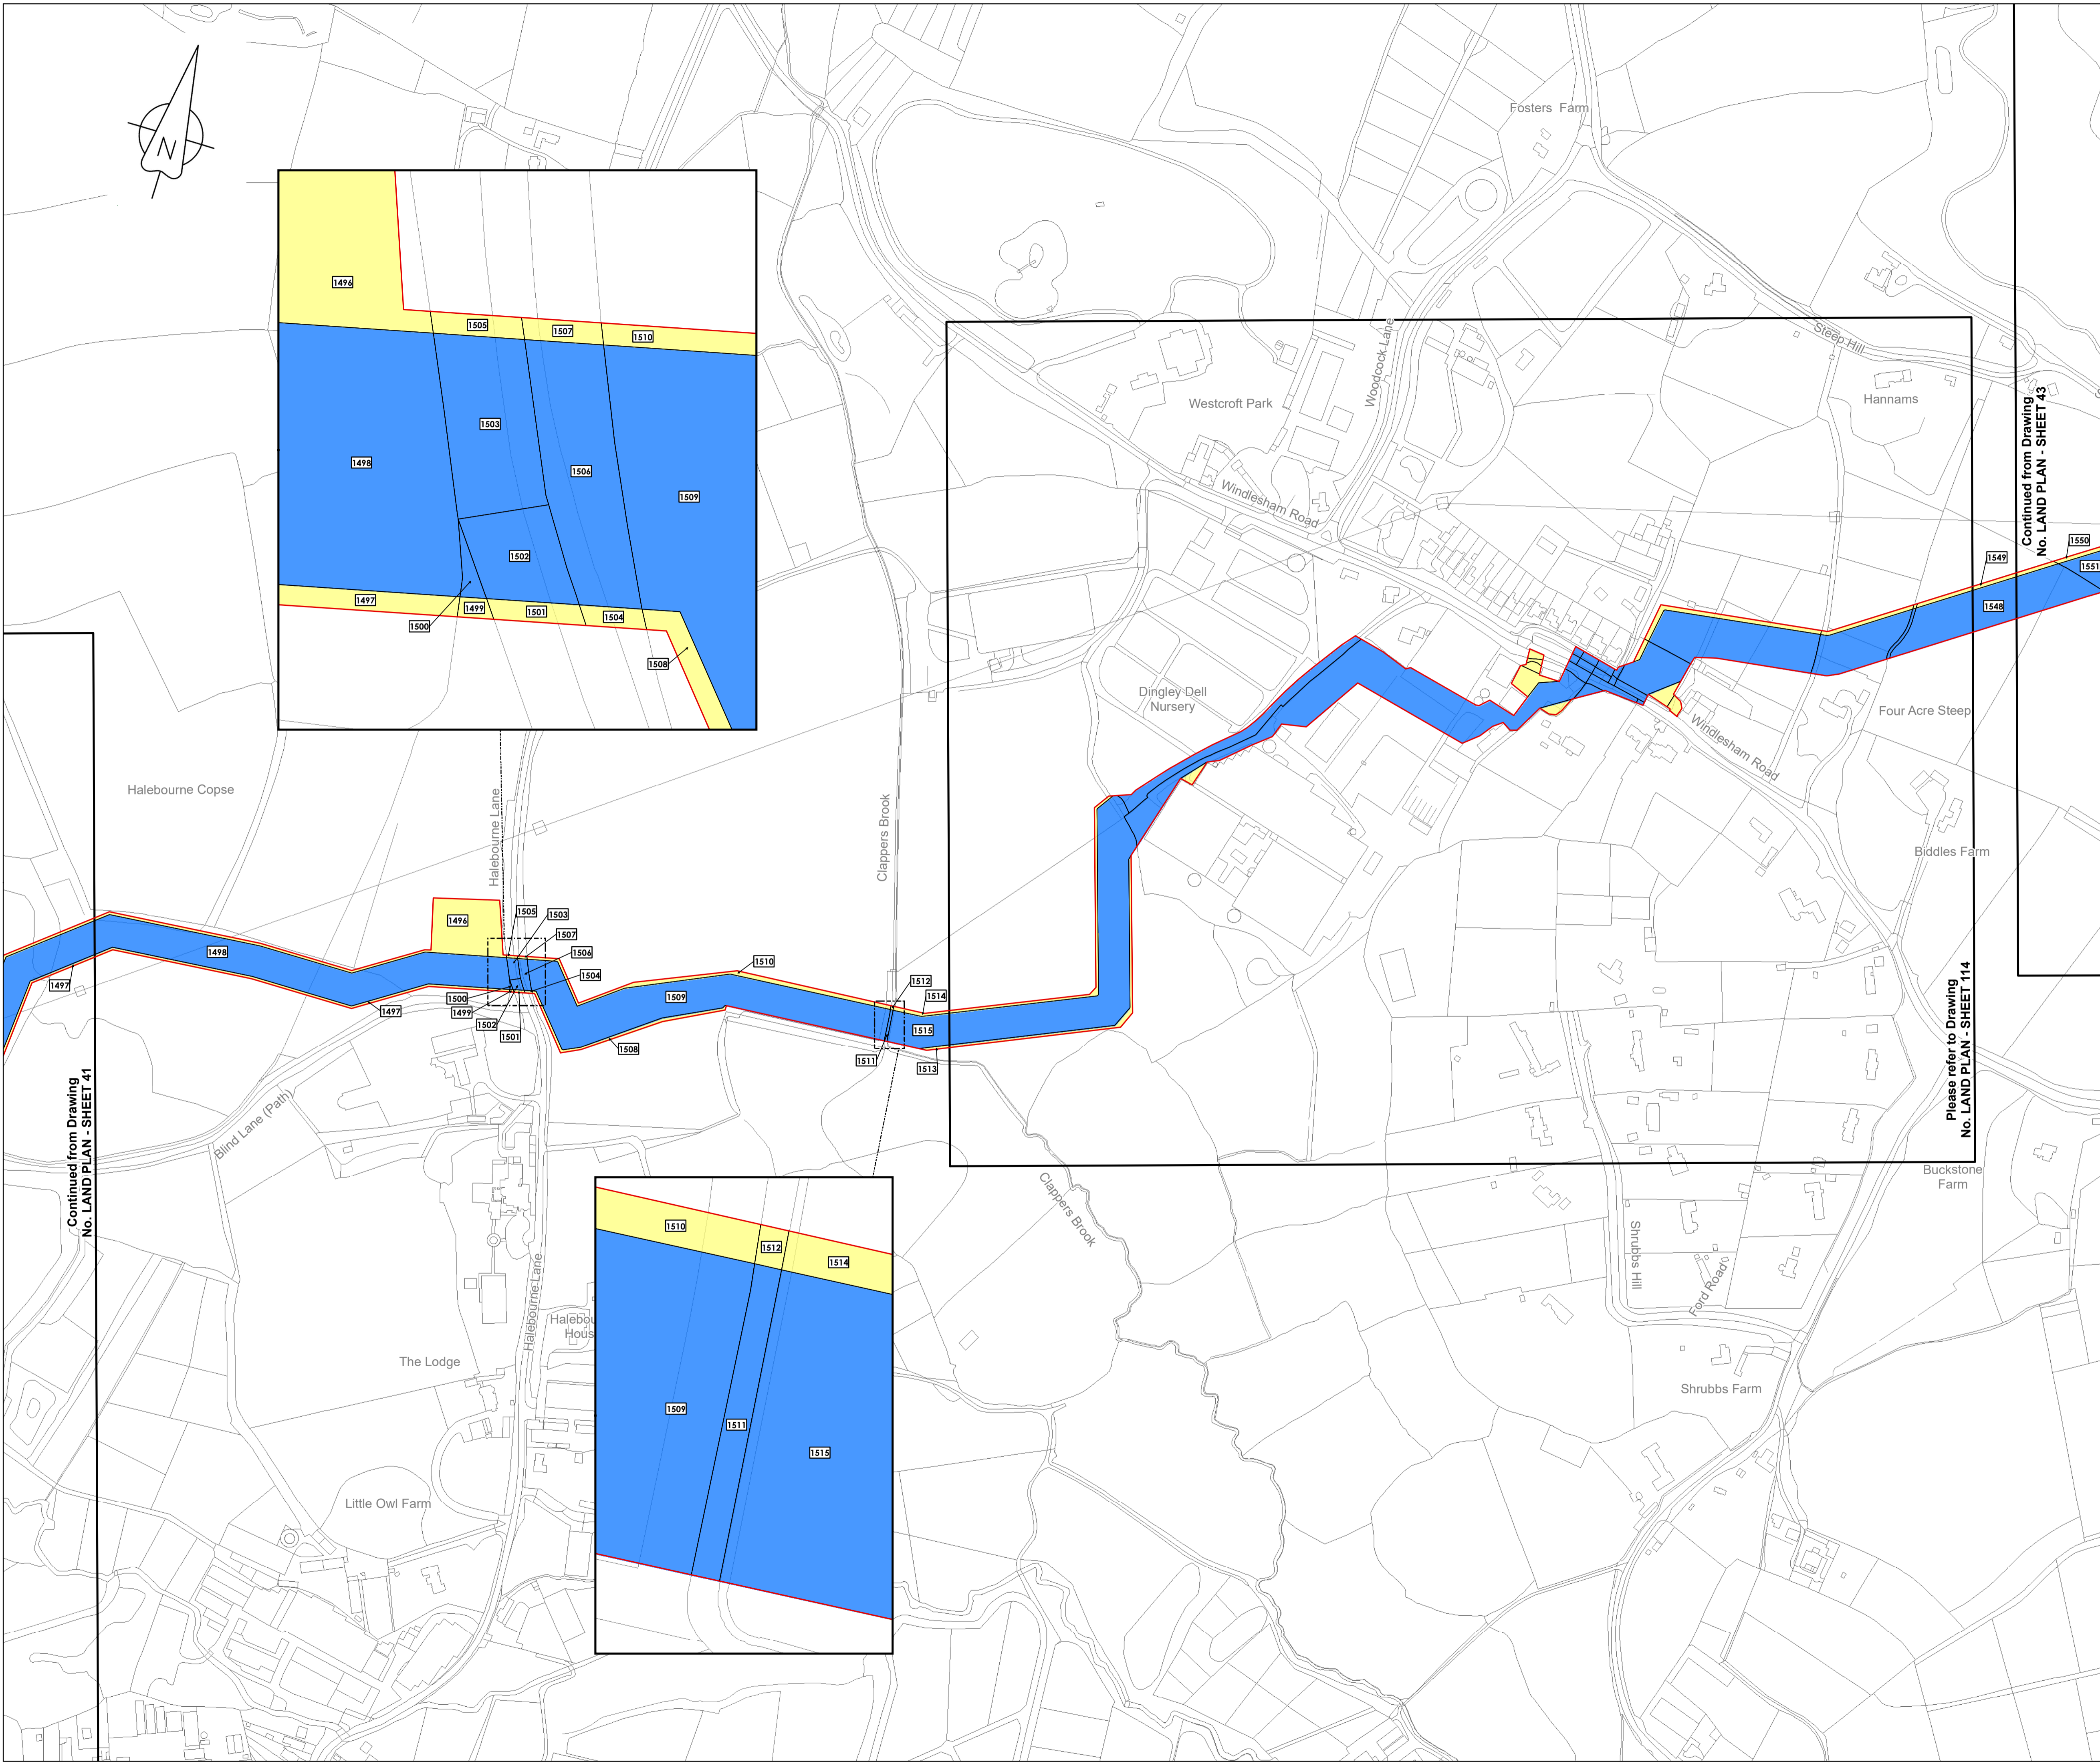 N
Fosters Farm
1496
1505
1507
1510
1503
1498
1506
1509
1502
1497
1499
1501
1504
1500
1508
Woodcock Lane
Steep Hill
Westcroft Park
Hannams
Windlesham Road
Continued from Drawing
No. LAND PLAN - SHEET 43
1549
1550
1551
1548
Dingley Dell
Nursery
Four Acre Steep
Windlesham Road
Biddles Farm
Halebourne Copse
Halebourne Lane
Clappers Brook
1496
1505
1503
1507
1506
1504
1498
1497
1497
1500
1499
1502
1501
1510
1509
1508
1512
1514
1515
1511
1513
Please refer to Drawing
No. LAND PLAN - SHEET 114
Continued from Drawing
No. LAND PLAN - SHEET 41
Blind Lane (Path)
Clappers Brook
Buckstone
Farm
Shrubbs Hill
Ford Road
Halebourne Lane
Halebou
Hous
The Lodge
Shrubbs Farm
Little Owl Farm
1510
1512
1514
1509
1511
1515